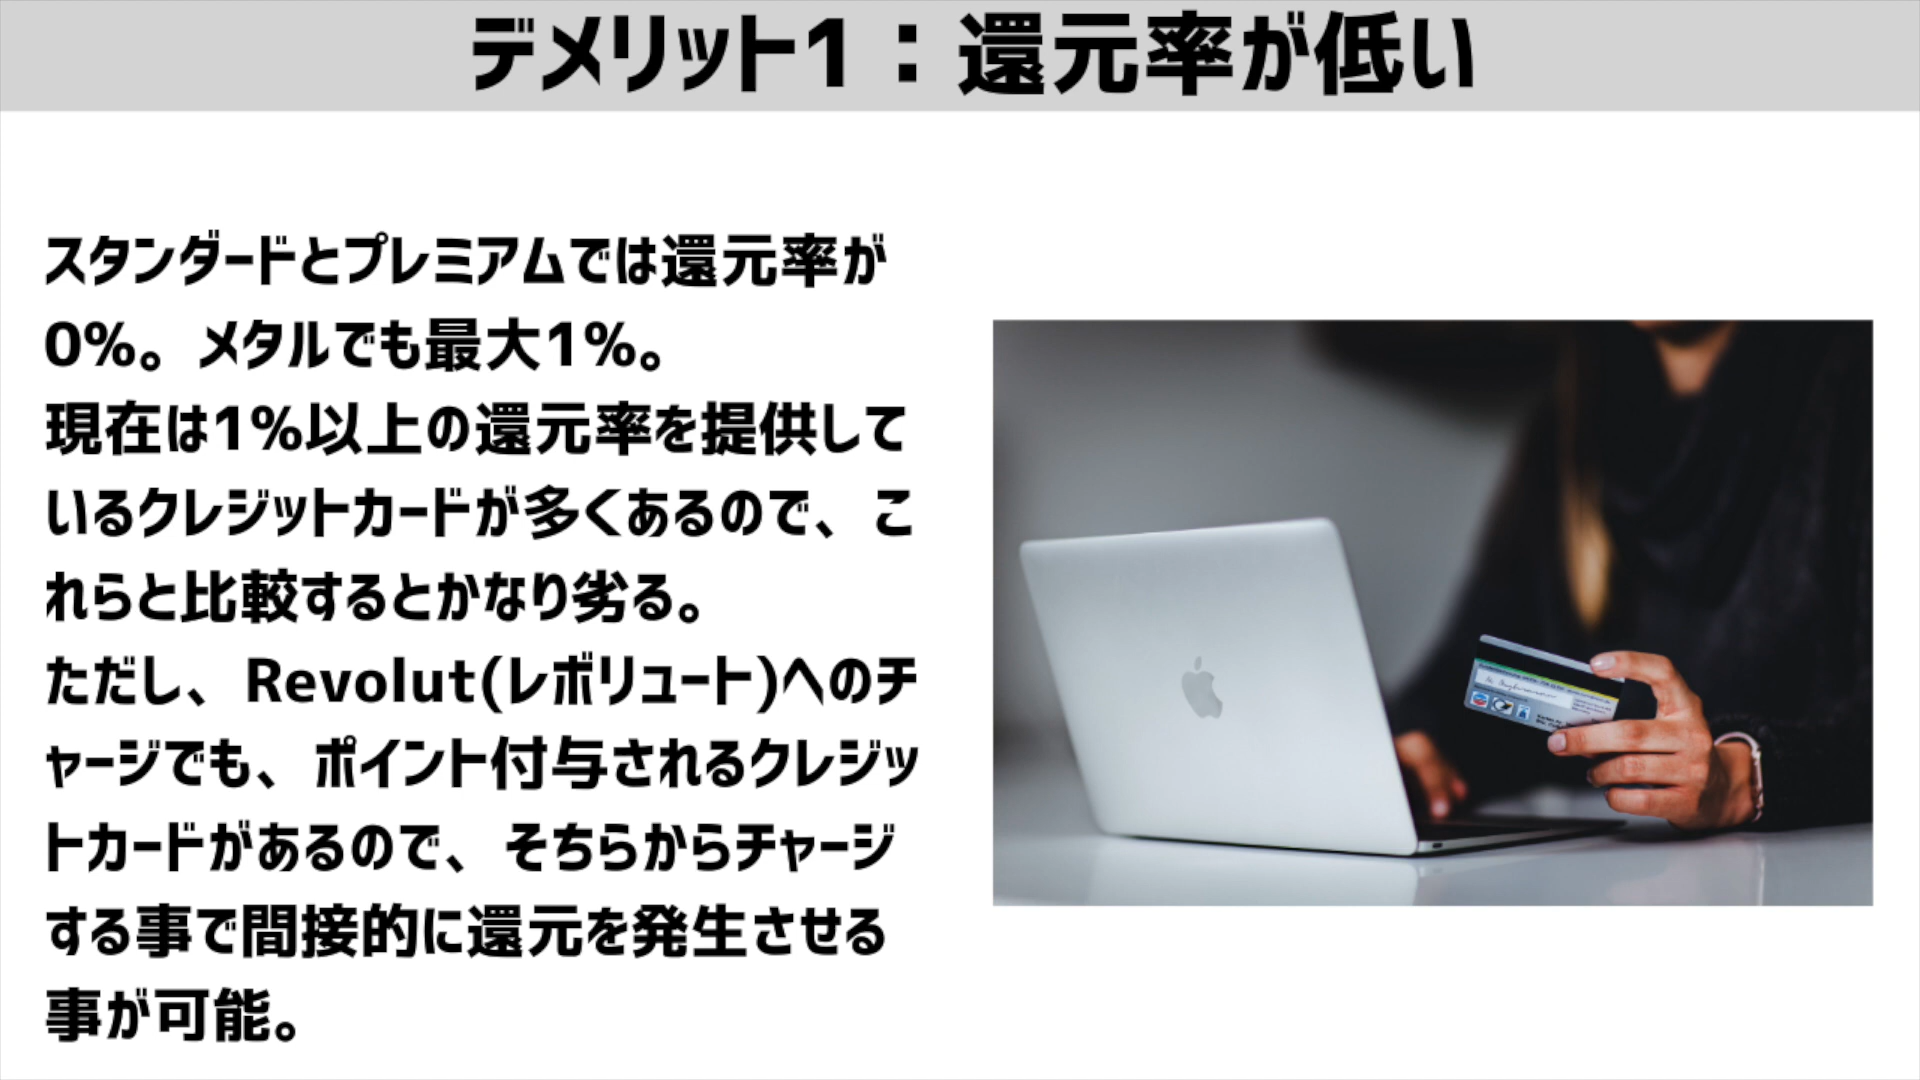 デメリット1：還元率が低い
スタンダードとプレミアムでは還元率が
0%。メタルでも最大1%。
現在は1%以上の還元率を提供して
いるクレジットカードが多くあるので、こ
れらと比較するとかなり劣る。
ただし、Revolut(レボリュート)へのチ
ャージでも、ポイント付与されるクレジッ
トカードがあるので、そちらからチャージ
する事で間接的に還元を発生させる
事が可能。